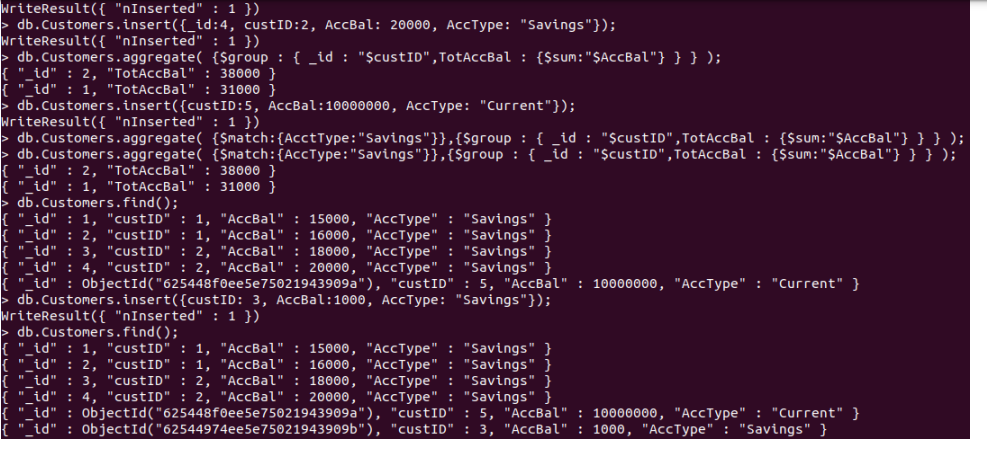 WriteResult({ "nInserted" : 1 })
> db.Customers.insert({_id:4, custID:2, AccBal: 20000, AccType: "Savings"});
WriteResult({ "nInserted" : 1 })
> db.Customers.aggregate( {$group : { _id : "$custID",TotAccBal : {$sum:"$AccBal"} } } );
{ "_id" : 2, "TotAccBal" : 38000 }
{ "_id" : 1, "TotAccBal" : 31000 }
> db.Customers.insert({custID:5, AccBal:10000000, AccType: "Current"});
WriteResult({ "nInserted" : 1 })
> db.Customers.aggregate( {$match:{AcctType:"Savings"}},{$group : { _id : "$custID",TotAccBal : {$sum:"$AccBal"} } } );
> db.Customers.aggregate( {$match:{AccType:"Savings"}},{$group : { _id : "$custID",TotAccBal : {$sum:"$AccBal"} } } );
{ "_id" : 2, "TotAccBal" : 38000 }
{ "_id" : 1, "TotAccBal" : 31000 }
> db.Customers.find();
{ "_id" : 1, "custID" : 1, "AccBal" : 15000, "AccType" : "Savings" }
{ "_id" : 2, "custID" : 1, "AccBal" : 16000, "AccType" : "Savings" }
{ "_id" : 3, "custID" : 2, "AccBal" : 18000, "AccType" : "Savings" }
{ "_id" : 4, "custID" : 2, "AccBal" : 20000, "AccType" : "Savings" }
{ "_id" : ObjectId("625448f0ee5e75021943909a"), "custID" : 5, "AccBal" : 10000000, "AccType" : "Current" }
> db.Customers.insert({custID: 3, AccBal:1000, AccType: "Savings"});
WriteResult({ "nInserted" : 1 })
> db.Customers.find();
{ "_id" : 1, "custID" : 1, "AccBal" : 15000, "AccType" : "Savings" }
{ "_id" : 2, "custID" : 1, "AccBal" : 16000, "AccType" : "Savings" }
{ "_id" : 3, "custID" : 2, "AccBal" : 18000, "AccType" : "Savings" }
{ "_id" : 4, "custID" : 2, "AccBal" : 20000, "AccType" : "Savings" }
{ "_id" : ObjectId("625448f0ee5e75021943909a"), "custID" : 5, "AccBal" : 10000000, "AccType" : "Current" }
{ "_id" : ObjectId("62544974ee5e75021943909b"), "custID" : 3, "AccBal" : 1000, "AccType" : "Savings" }